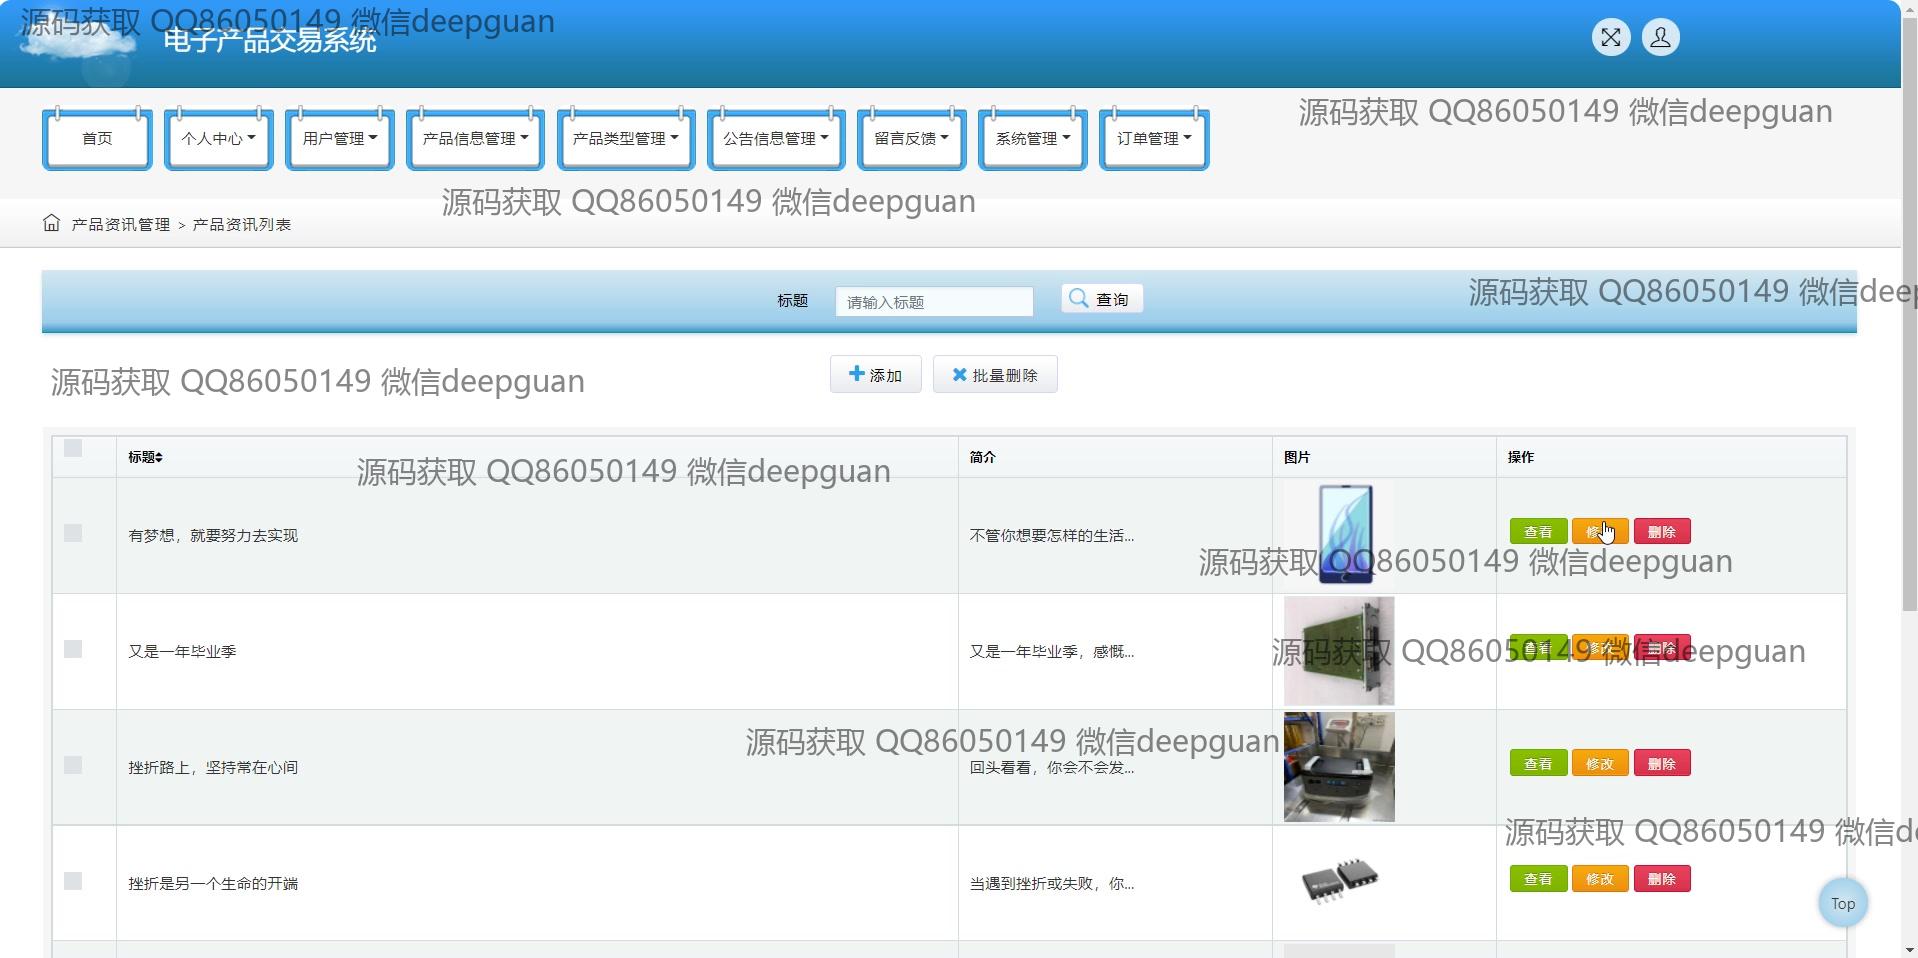 源码获取 QQ86050149 微信deepguan
电子产品交易系统
首页
个人中心
用户管理
产品信息管理
产品类型管理
公告信息管理
留言反馈
系统管理
订单管理
源码获取 QQ86050149 微信deepguan
源码获取 QQ86050149 微信deepguan
产品资讯管理 > 产品资讯列表
标题
请输入标题
查询
源码获取 QQ86050149 微信deep
源码获取 QQ86050149 微信deepguan
添加
批量删除
标题
简介
图片
操作
源码获取 QQ86050149 微信deepguan
有梦想，就要努力去实现
不管你想要怎样的生活...
查看
删除
源码获取 QQ86050149 微信deepguan
又是一年毕业季
又是一年毕业季，感慨...
查看
修改
删除
源码获取 QQ86050149 微信deepguan
源码获取 QQ86050149 微信deepguan
挫折路上，坚持常在心间
回头看看，你会不会发...
查看
修改
删除
源码获取 QQ86050149 微信d
挫折是另一个生命的开端
当遇到挫折或失败，你...
查看
修改
删除
Top